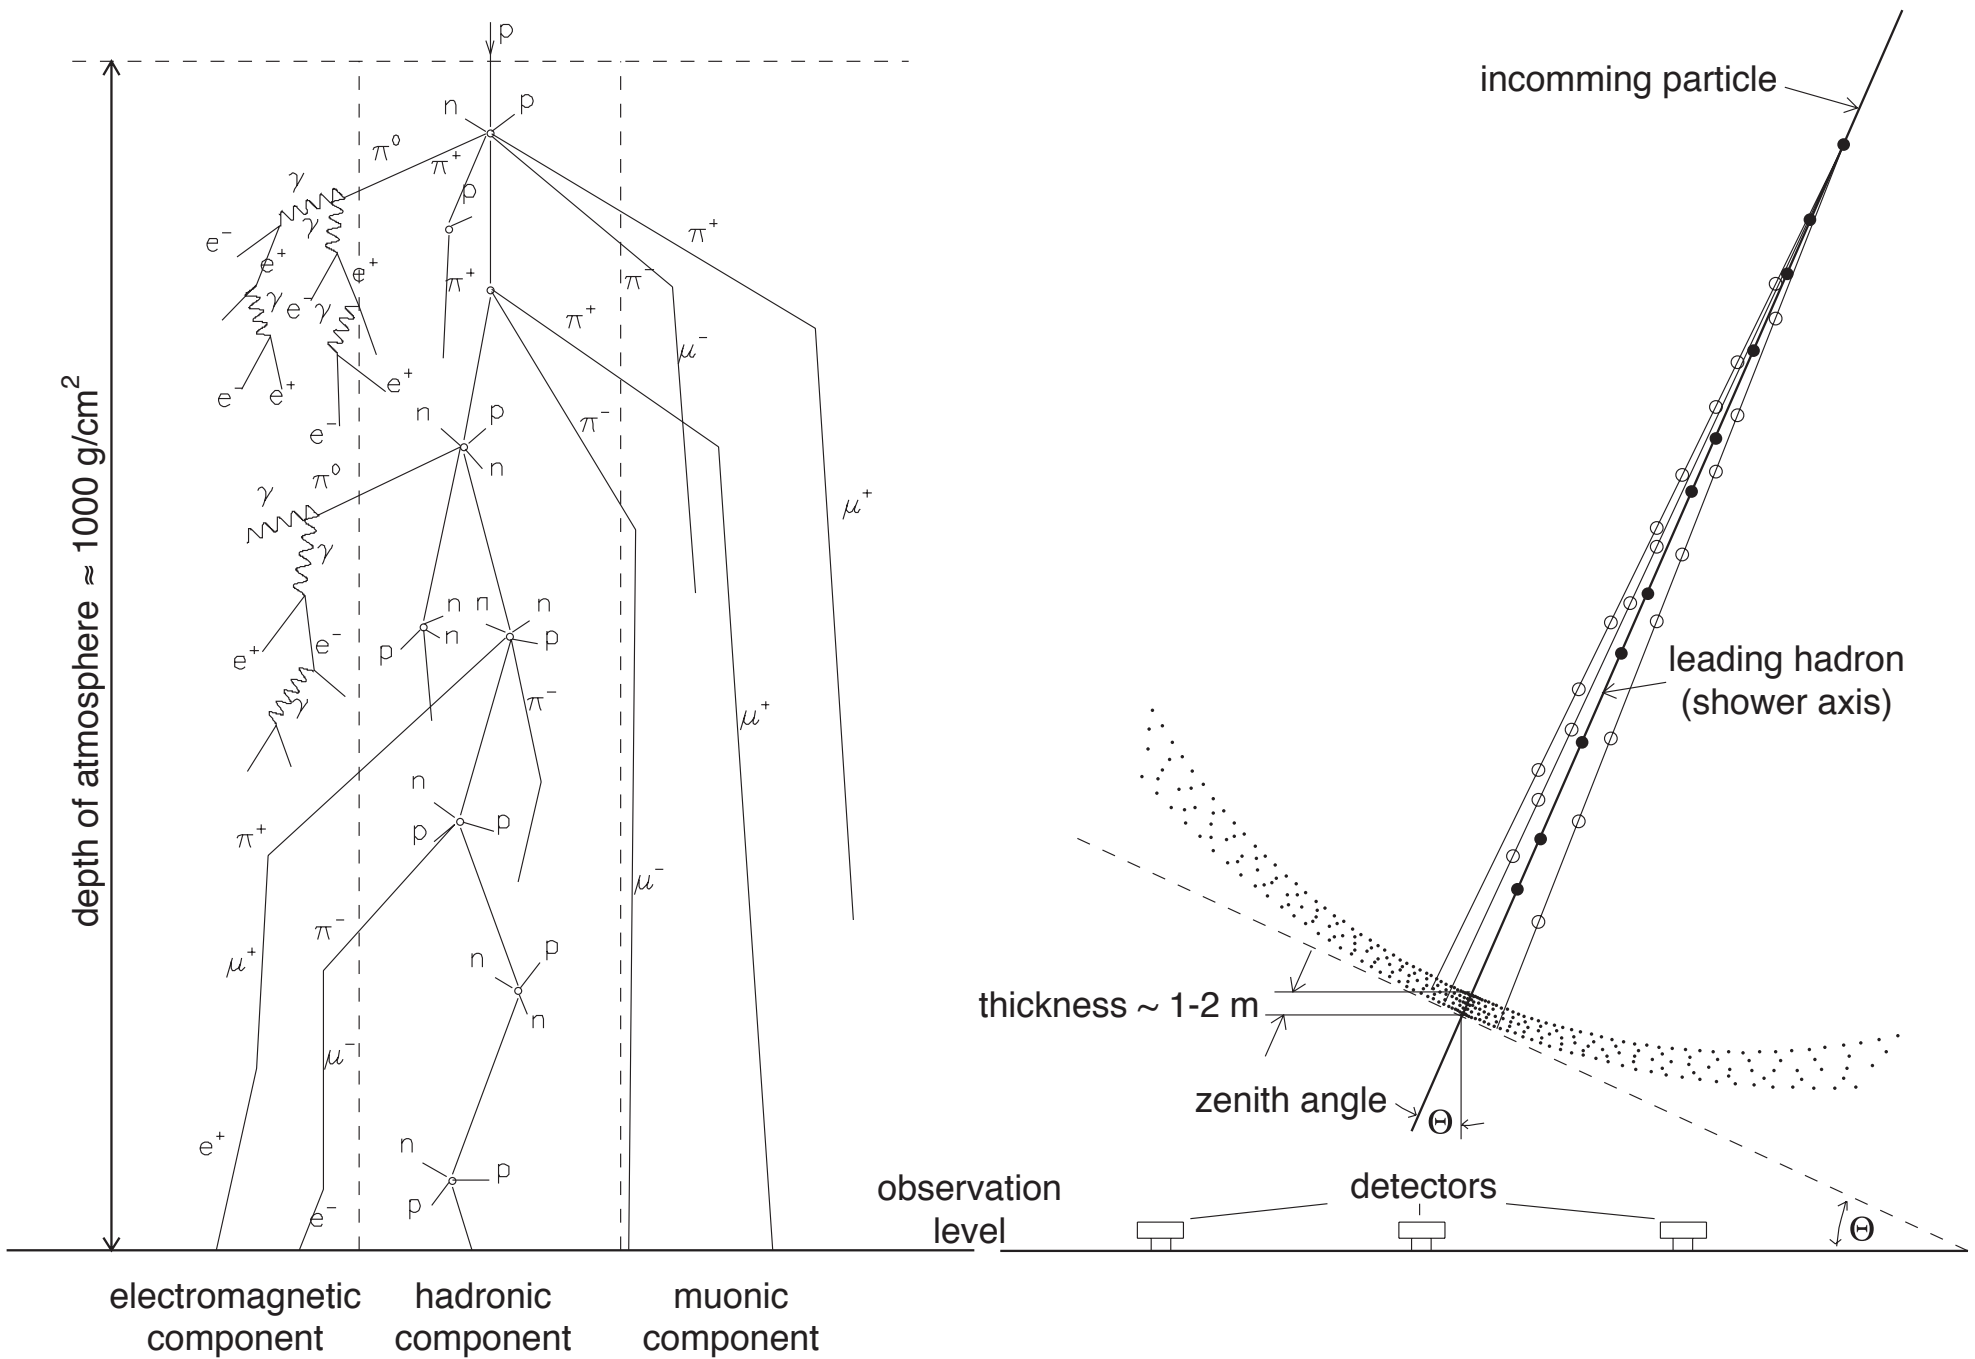 p
n
p
π⁰
π⁺
p
γ
γ
e⁻
e⁺
e⁺
π⁺
π⁻
π⁺
γ
e⁻
γ
π⁺
μ⁻
e⁻
e⁺
e⁺
e⁻
n
p
π⁻
n
π⁰
γ
γ
μ⁺
n
n
n
n
p
p
e⁺
e⁻
γ
π⁻
μ⁺
n
p
p
π⁺
μ⁻
π⁻
n
p
n
μ⁺
μ⁻
e⁺
n
p
p
e⁻
depth of atmosphere ≈ 1000 g/cm²
electromagnetic
component
hadronic
component
muonic
component
incomming particle
leading hadron
(shower axis)
thickness ~ 1-2 m
zenith angle
Θ
observation
level
detectors
Θ